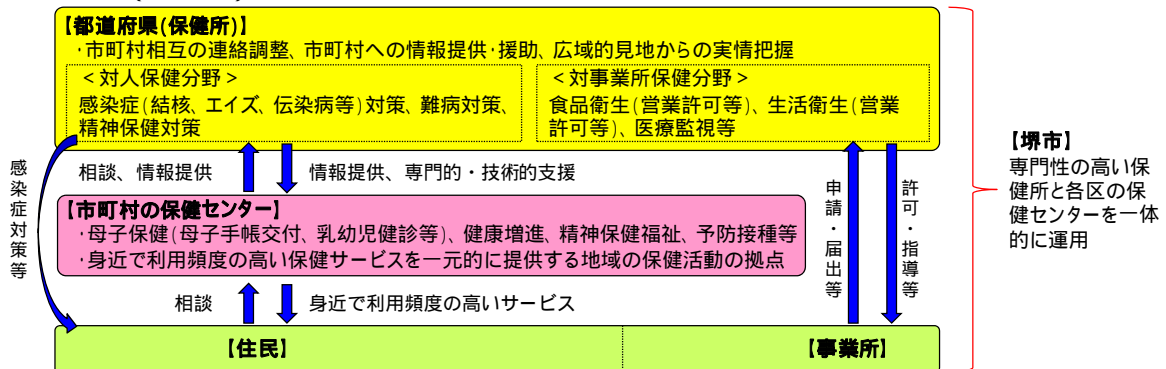 【都道府県(保健所)】
・市町村相互の連絡調整、市町村への情報提供・援助、広域的見地からの実情把握
<対人保健分野>
感染症(結核、エイズ、伝染病等)対策、難病対策、
精神保健対策
<対事業所保健分野>
食品衛生(営業許可等)、生活衛生(営業
許可等)、医療監視等
感染症対策等
相談、情報提供
情報提供、専門的・技術的支援
【市町村の保健センター】
・母子保健(母子手帳交付、乳幼児健診等)、健康増進、精神保健福祉、予防接種等
・身近で利用頻度の高い保健サービスを一元的に提供する地域の保健活動の拠点
相談
身近で利用頻度の高いサービス
申請・届出等
許可・指導等
【住民】
【事業所】
【堺市】
専門性の高い保
健所と各区の保
健センターを一体
的に運用